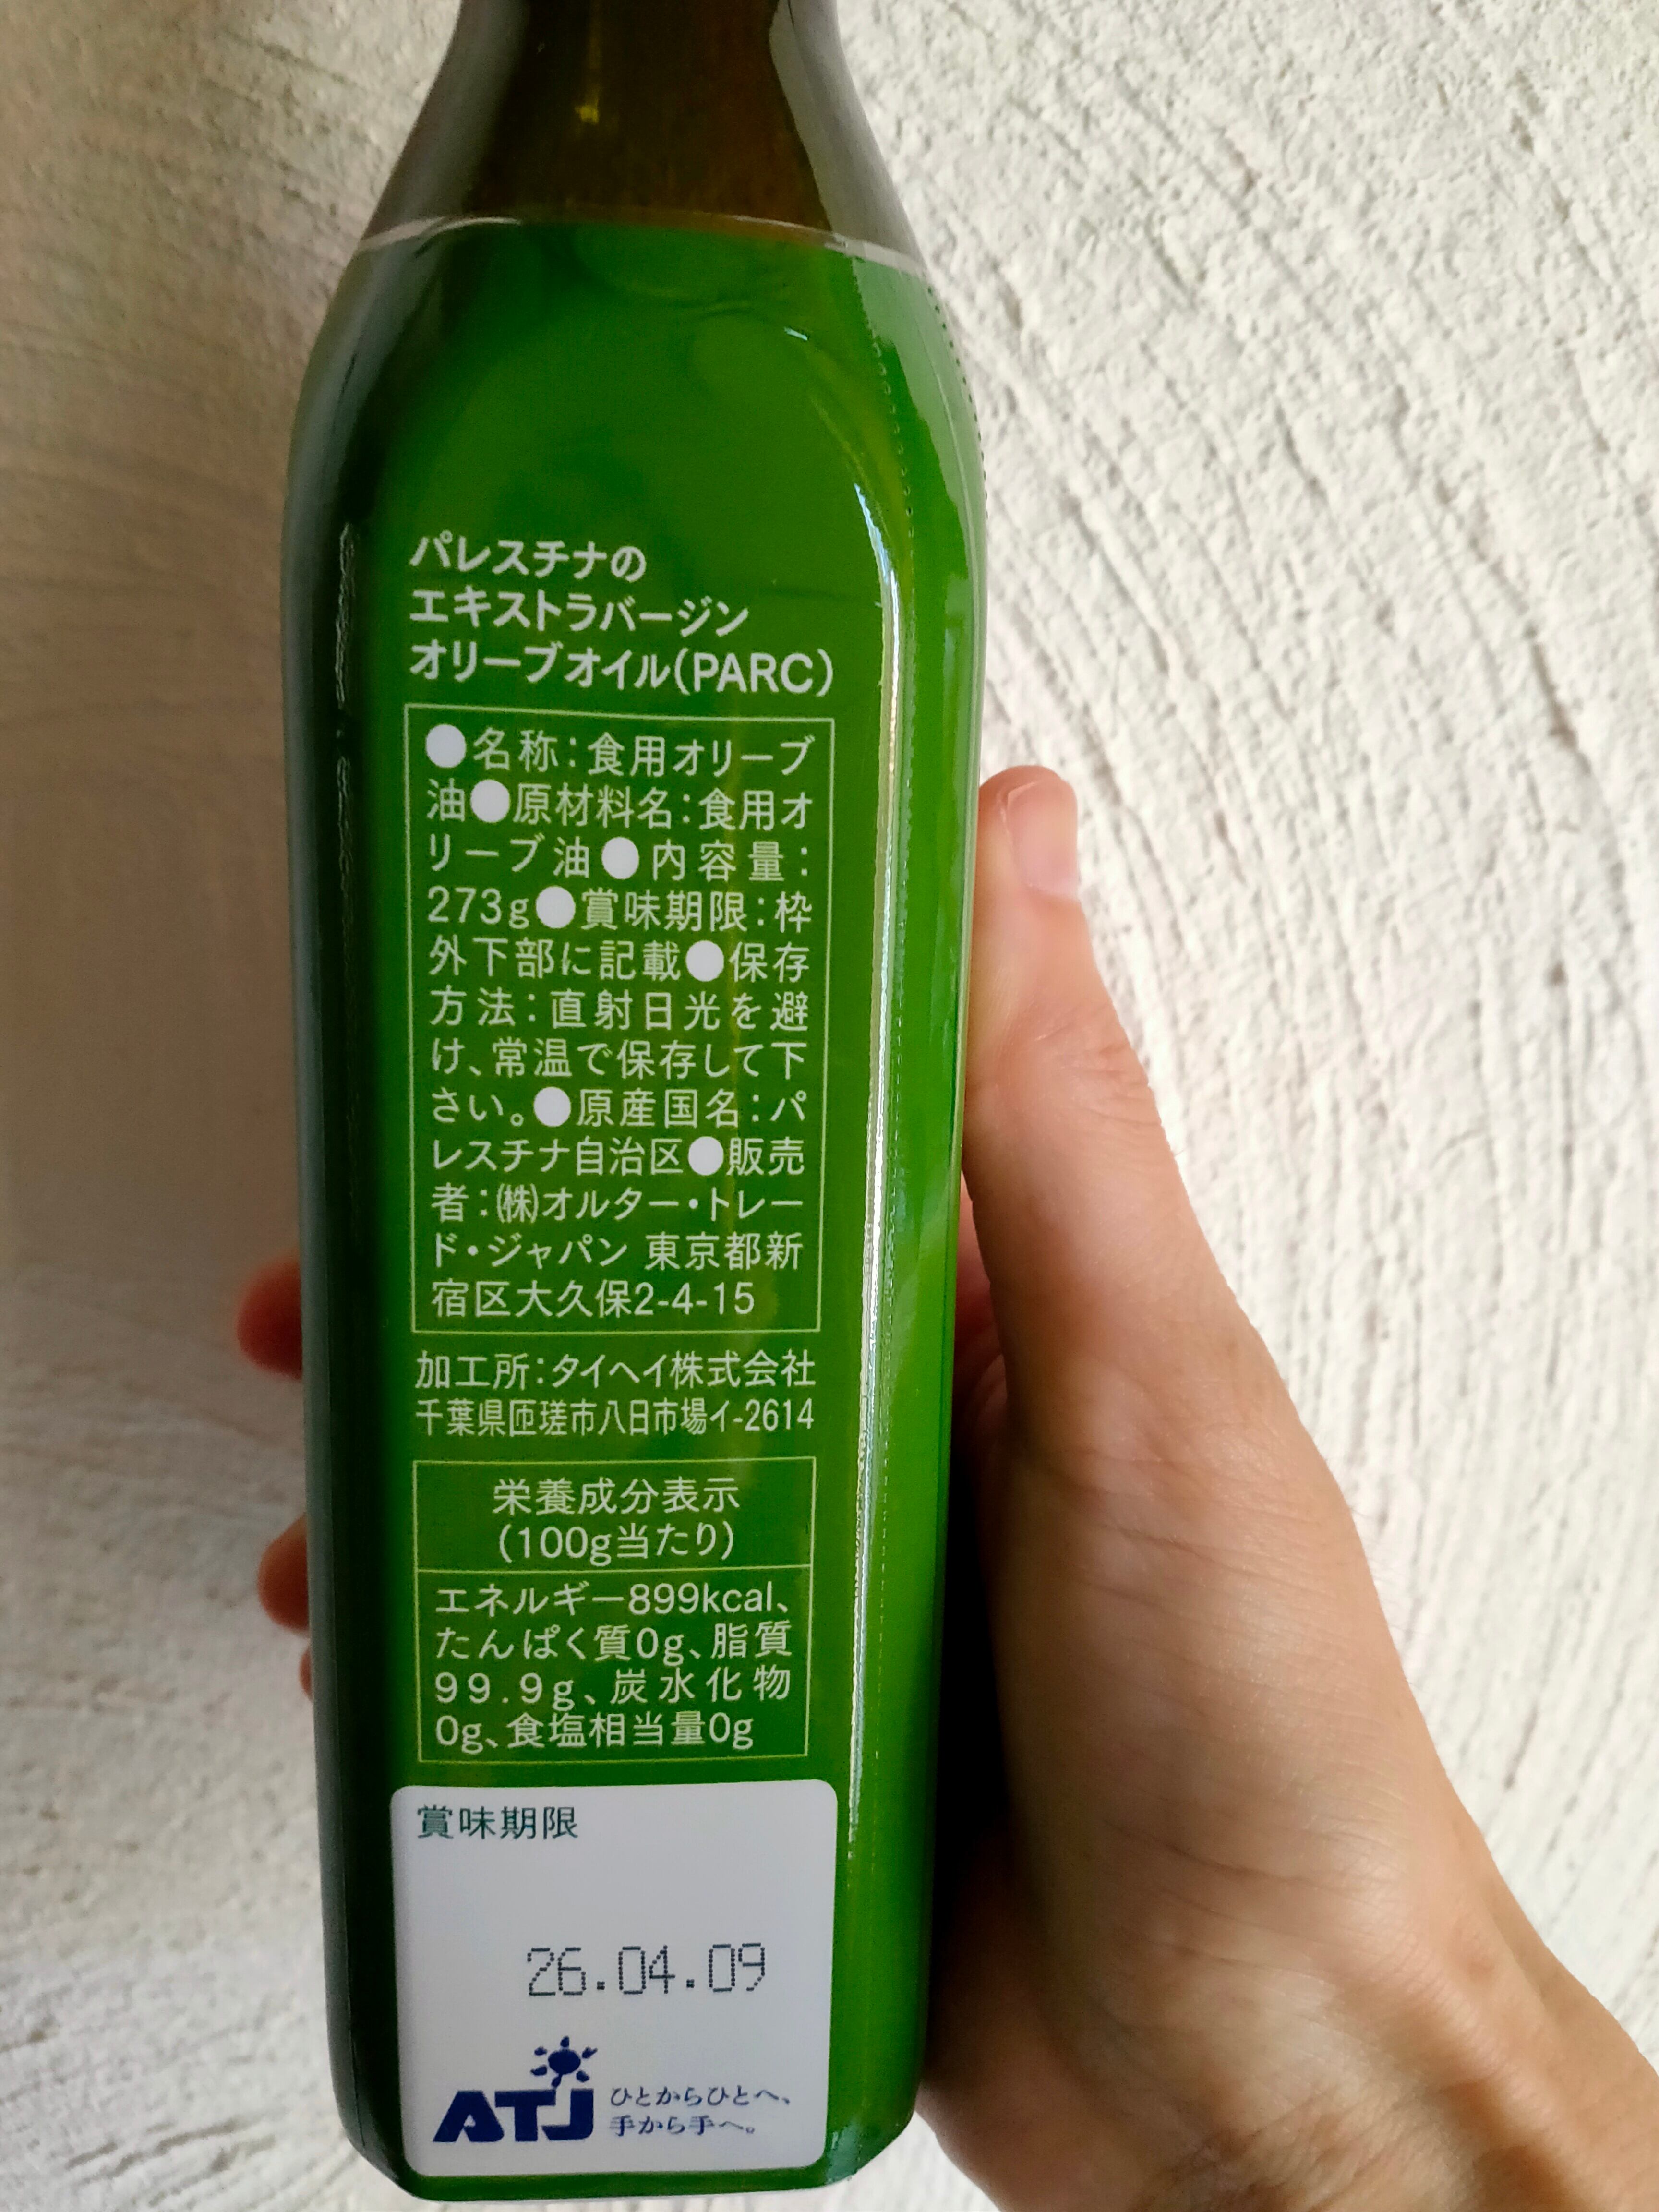 パレスチナの
エキストラバージン
オリーブオイル(PARC)
●名称:食用オリーブ
油●原材料名:食用オ
リーブ油●内容量:
273g●賞味期限:枠
外下部に記載●保存
方法:直射日光を避
け、常温で保存して下
さい。●原産国名:パ
レスチナ自治区●販売
者:㈱オルター・トレー
ド・ジャパン 東京都新
宿区大久保2-4-15
加工所:タイヘイ株式会社
千葉県匝瑳市八日市場イ-2614
栄養成分表示
(100g当たり)
エネルギー899kcal、
たんぱく質0g、脂質
99.9g、炭水化物
0g、食塩相当量0g
賞味期限
26.04.09
ATJ ひとからひとへ、
手から手へ。